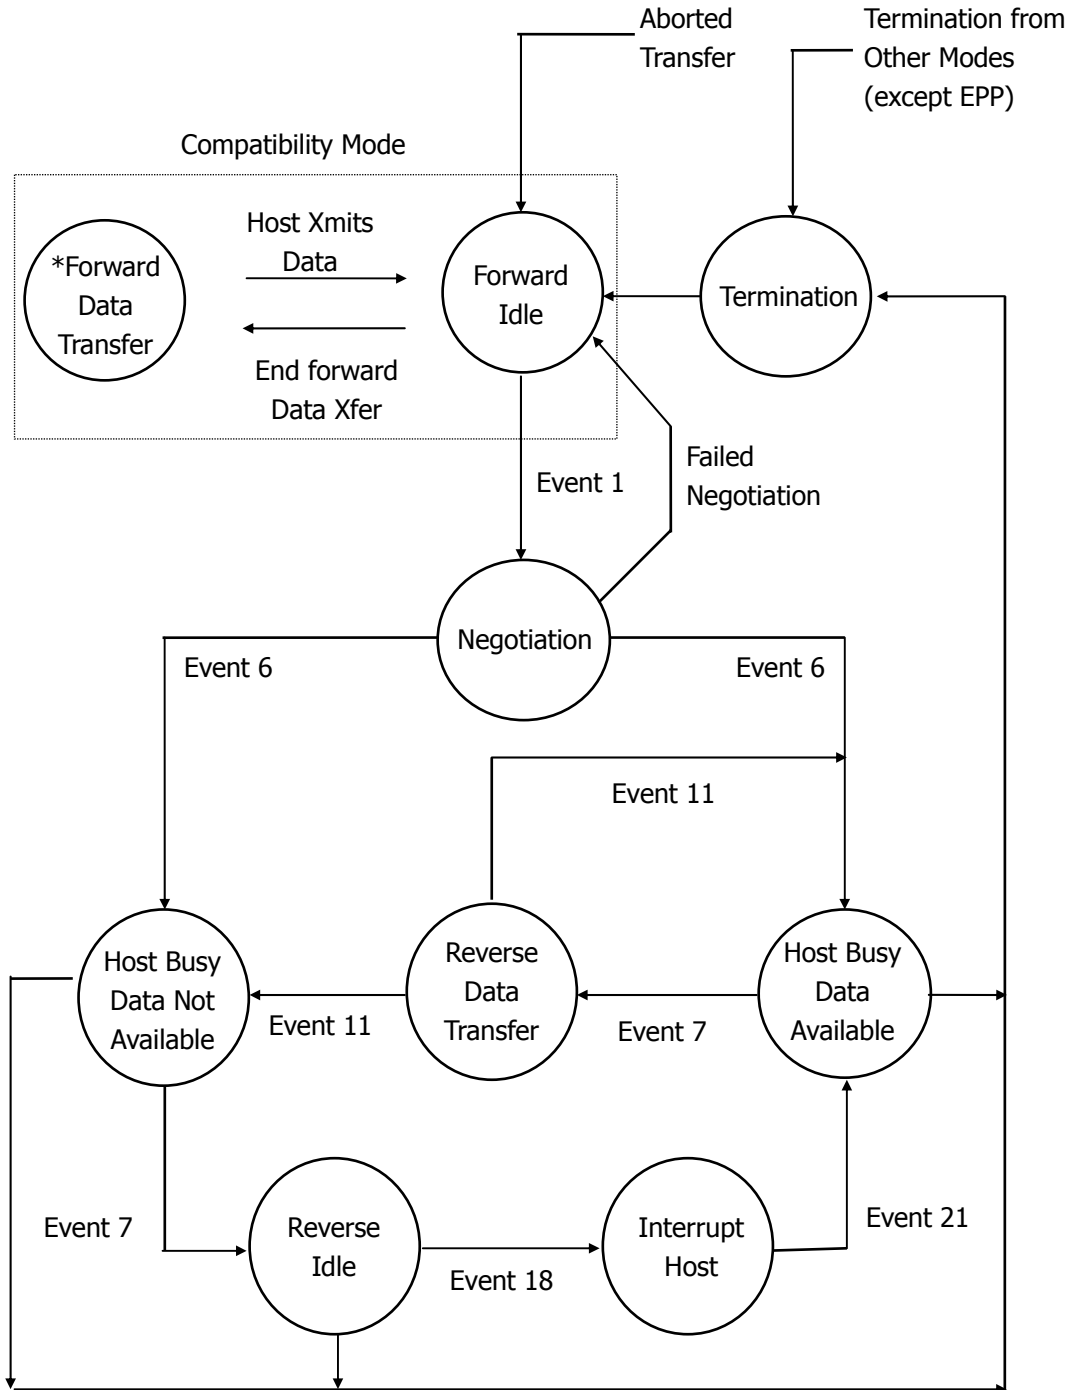 Aborted
Transfer
Termination from
Other Modes
(except EPP)
Compatibility Mode
*Forward
Data
Transfer
Host Xmits
Data
End forward
Data Xfer
Forward
Idle
Termination
Event 1
Failed
Negotiation
Negotiation
Event 6
Event 6
Event 11
Host Busy
Data Not
Available
Event 11
Reverse
Data
Transfer
Event 7
Host Busy
Data
Available
Event 7
Reverse
Idle
Event 18
Interrupt
Host
Event 21